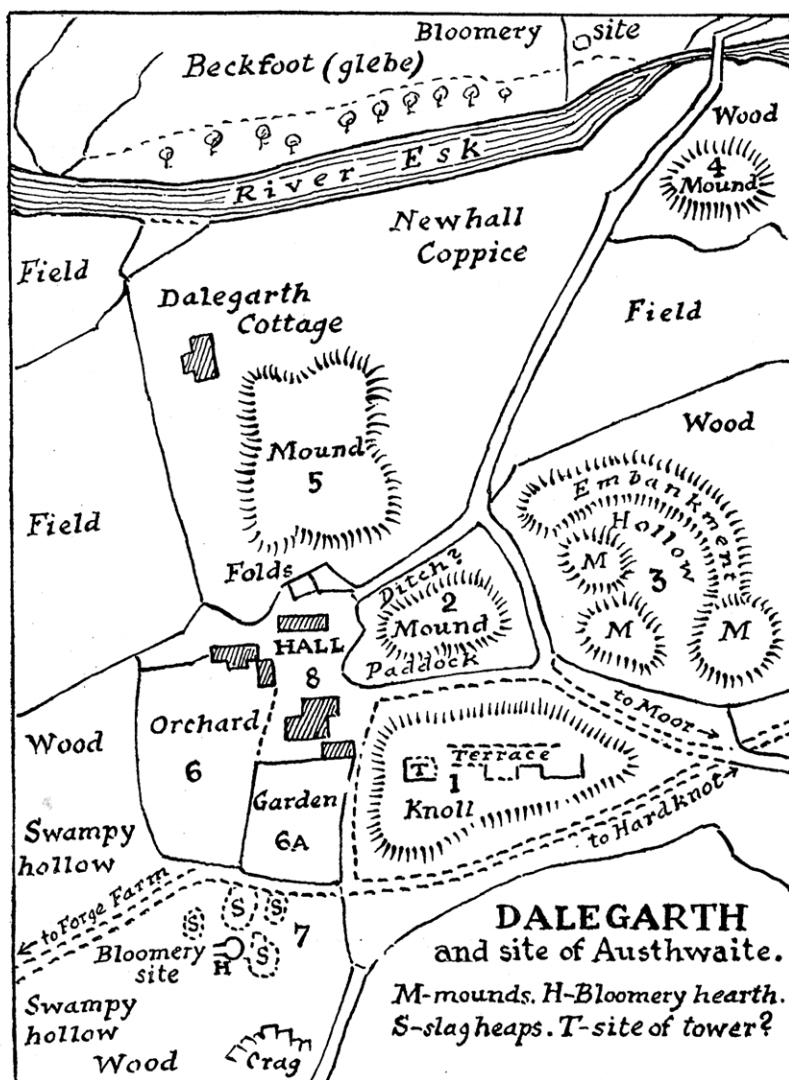 Bloomery site
Beckfoot (glebe)
River Esk
Wood
4
Mound
Newhall
Coppice
Field
Dalegarth
Cottage
Field
Wood
Mound
5
Embankment
Hollow
M
3
M
M
Field
Folds
Ditch?
2
Mound
Paddock
HALL
8
to Moor →
Orchard
6
Wood
Terrace
T
1
Knoll
Garden
6A
to Hardknot →
Swampy
hollow
← to Forge Farm
S
S
S
S
7
Bloomery
site
H
Swampy
hollow
Wood
Crag
DALEGARTH
and site of Austhwaite.
M-mounds. H-Bloomery hearth.
S-slag heaps. T-site of tower?